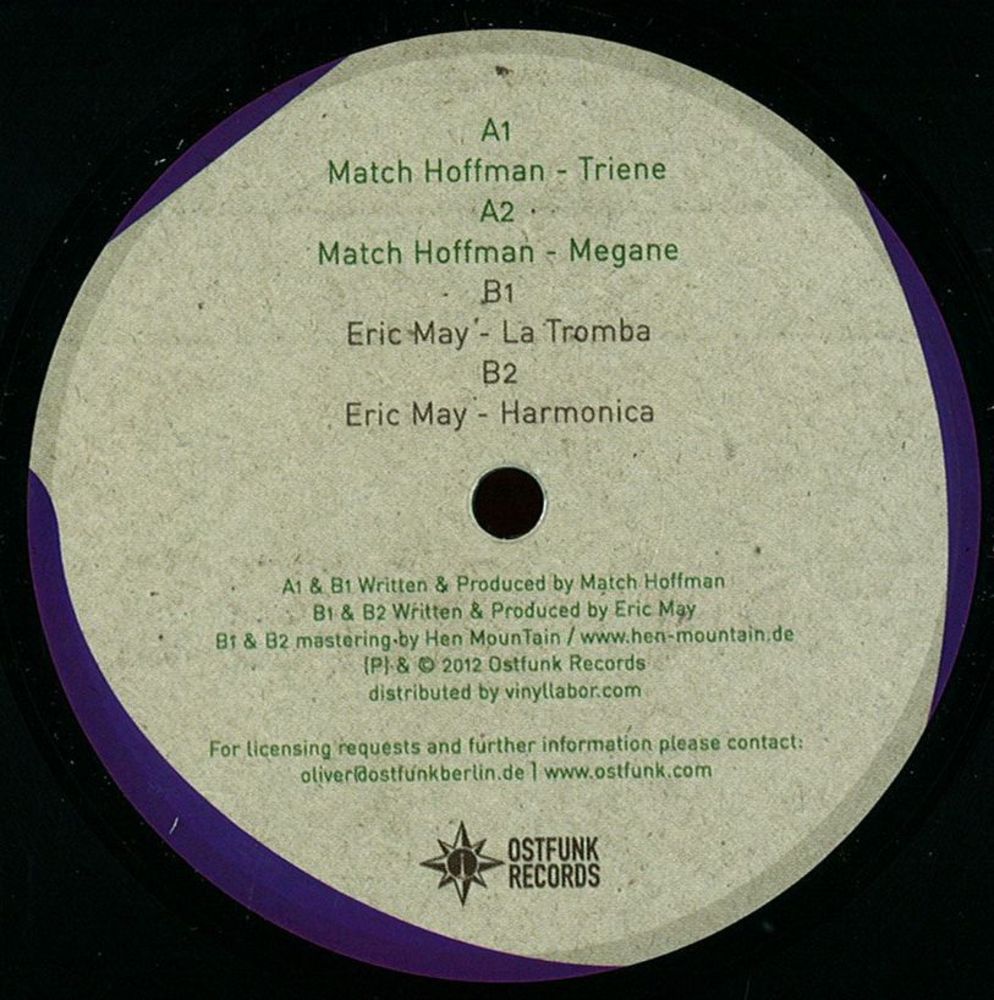 A1
Match Hoffman - Triene
A2
Match Hoffman - Megane
B1
Eric May - La Tromba
B2
Eric May - Harmonica
A1 & B1 Written & Produced by Match Hoffman
B1 & B2 Written & Produced by Eric May
B1 & B2 mastering by Hen MounTain / www.hen-mountain.de
(P) & © 2012 Ostfunk Records
distributed by vinyllabor.com
For licensing requests and further information please contact:
oliver@ostfunkberlin.de | www.ostfunk.com
OSTFUNK
RECORDS